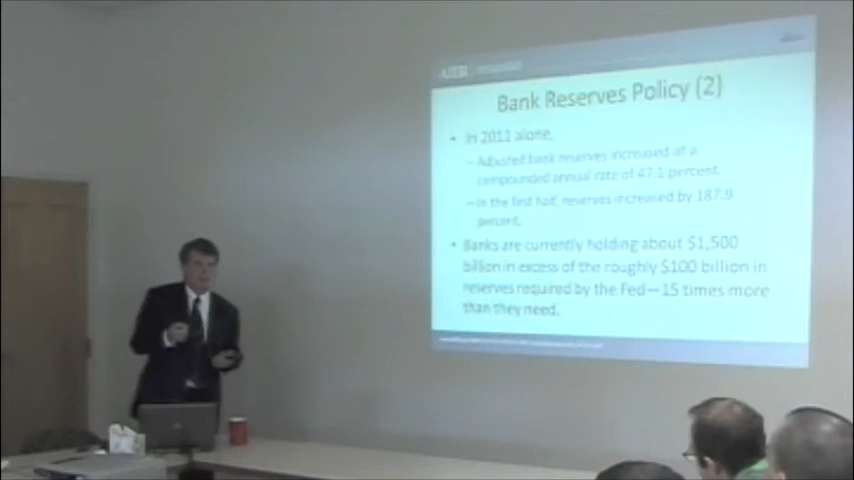 AIER
Bank Reserves Policy (2)
• In 2011 alone,
– Adjusted bank reserves increased at a
compounded annual rate of 47.1 percent
– In the first half, reserves increased by 187.9
percent.
• Banks are currently holding about $1,500
billion in excess of the roughly $100 billion in
reserves required by the Fed—15 times more
than they need.